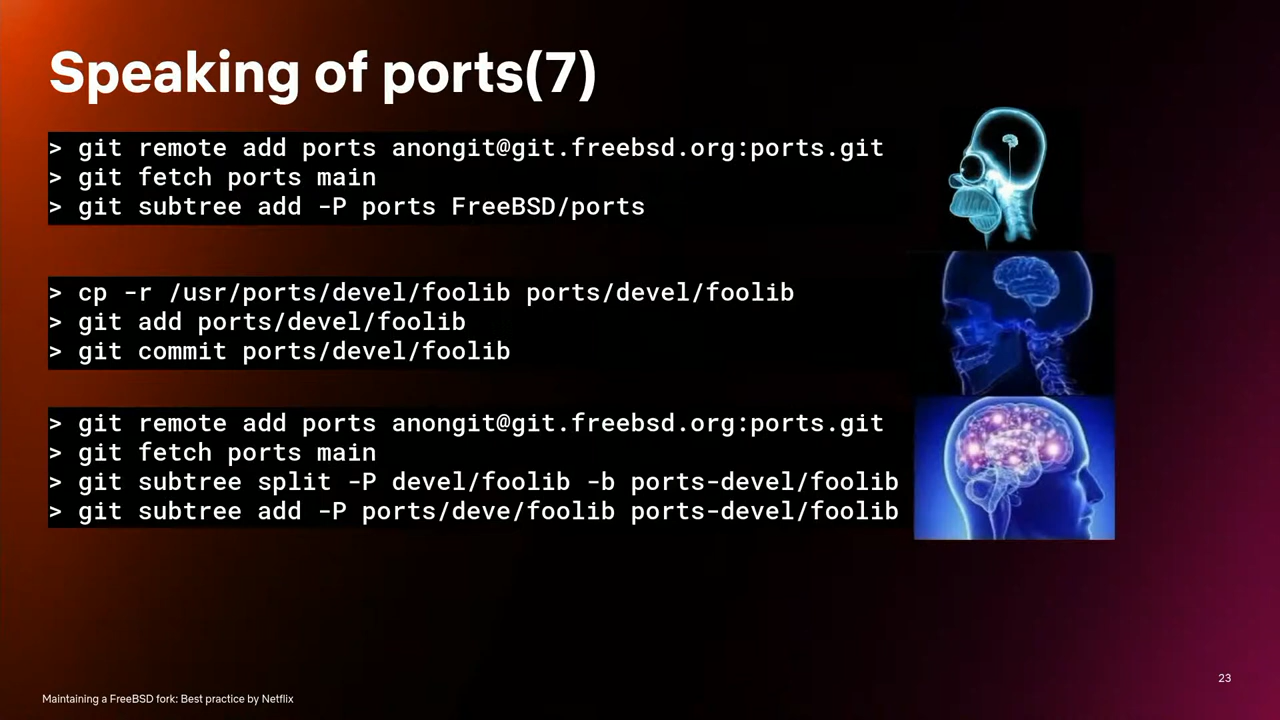 Speaking of ports(7)
> git remote add ports anongit@git.freebsd.org:ports.git
> git fetch ports main
> git subtree add -P ports FreeBSD/ports
> cp -r /usr/ports/devel/foolib ports/devel/foolib
> git add ports/devel/foolib
> git commit ports/devel/foolib
> git remote add ports anongit@git.freebsd.org:ports.git
> git fetch ports main
> git subtree split -P devel/foolib -b ports-devel/foolib
> git subtree add -P ports/deve/foolib ports-devel/foolib
23
Maintaining a FreeBSD fork: Best practice by Netflix